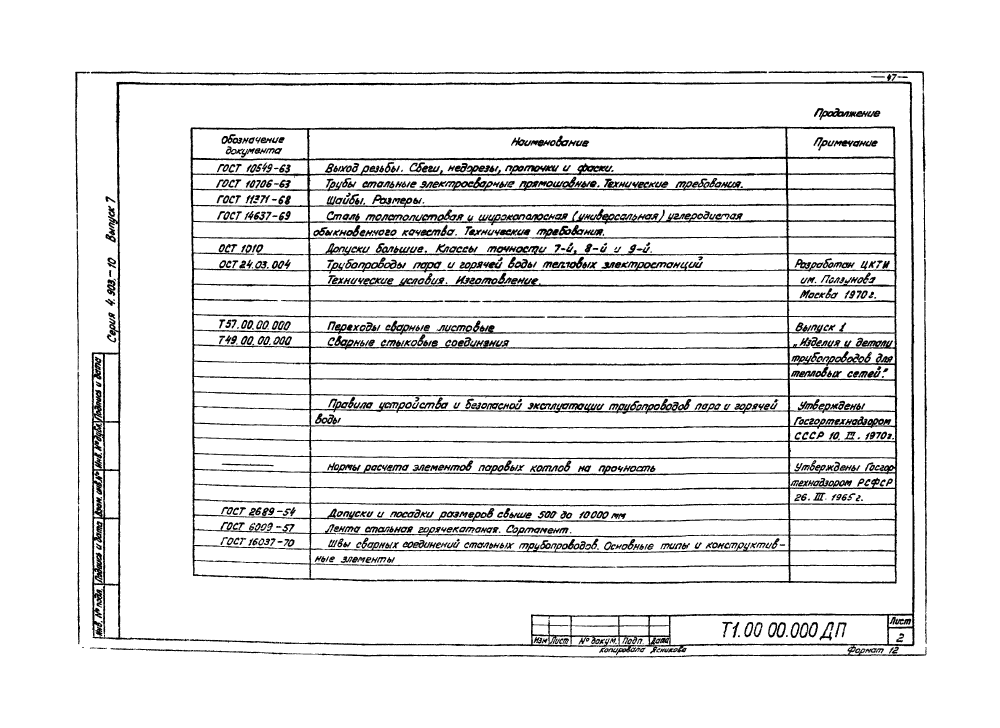 47
Продолжение
Обозначение документа
Наименование
Примечание
ГОСТ 10549-63 Выход резьбы. Сбеги, недорезы, проточки и фаски.
ГОСТ 10706-63 Трубы стальные электросварные прямошовные. Технические требования.
ГОСТ 11371-68 Шайбы. Размеры.
ГОСТ 14637-69 Сталь толстолистовая и широкополосная (универсальная) углеродистая
обыкновенного качества. Технические требования.
ОСТ 1010 Допуски большие. Классы точности 7-й, 8-й и 9-й.
ОСТ 24.03.004 Трубопроводы пара и горячей воды тепловых электростанций Разработан ЦКТИ
Технические условия. Изготовление. им. Ползунова
Москва 1970г.
Т37.00.00.000 Переходы сварные листовые Выпуск 1
Т49.00.00.000 Сварные стыковые соединения „Изделия и детали
трубопроводов для
тепловых сетей".
Правила устройства и безопасной эксплуатации трубопроводов пара и горячей Утверждены
воды Госгортехнадзором
СССР 10. III. 1970г.
Нормы расчета элементов паровых котлов на прочность Утверждены Госгор-
технадзором РСФСР
26. III. 1965г.
ГОСТ 2689-54 Допуски и посадки размеров свыше 500 до 10000 мм
ГОСТ 6009-57 Лента стальная горячекатаная. Сортамент.
ГОСТ 16037-70 Швы сварных соединений стальных трубопроводов. Основные типы и конструктив-
ные элементы
Серия 4.903-10 Выпуск 7
Инв. № подл. Подпись и дата Взам. инв. № Инв. № дубл. Подпись и дата
Изм Лист № докум. Подп. Дата
Т1.00 00.000 ДП
Лист
2
Копировала Ясникова
Формат 12